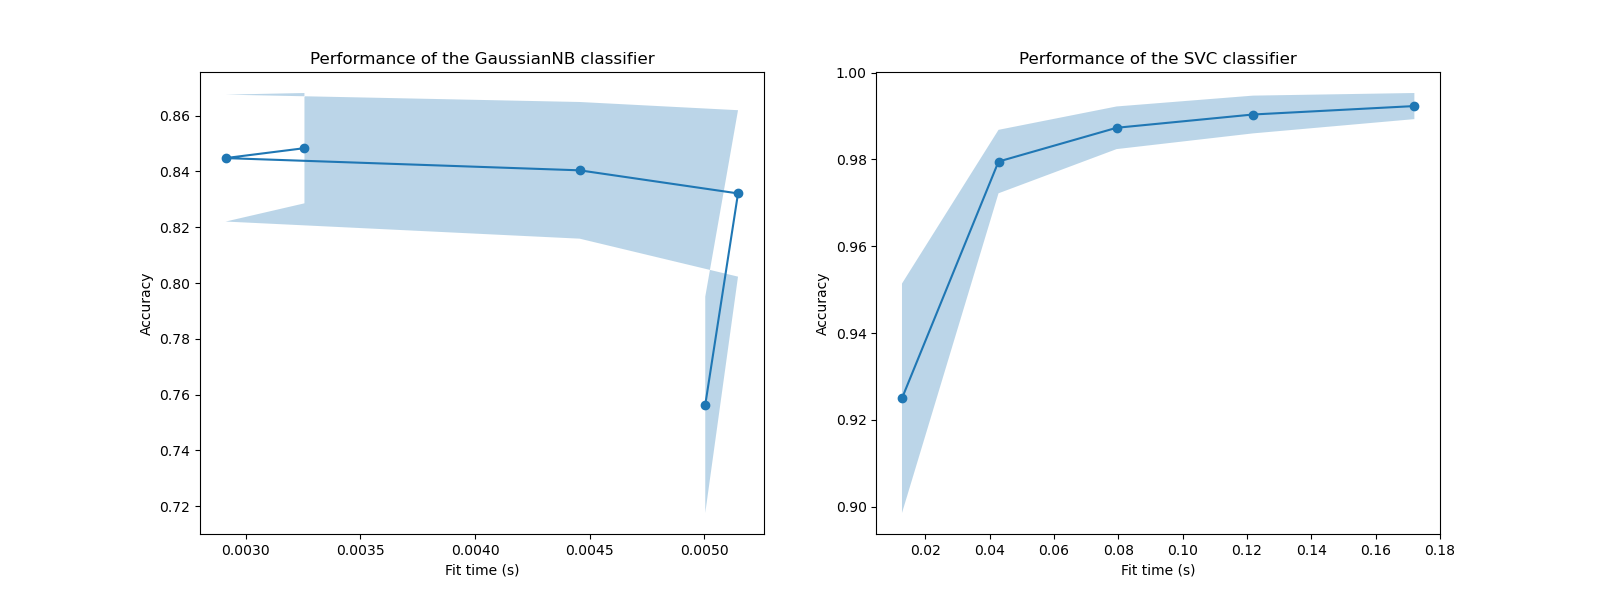 Performance of the GaussianNB classifier
Accuracy
0.86
0.84
0.82
0.80
0.78
0.76
0.74
0.72
0.0030 0.0035 0.0040 0.0045 0.0050
Fit time (s)
Performance of the SVC classifier
Accuracy
1.00
0.98
0.96
0.94
0.92
0.90
0.02 0.04 0.06 0.08 0.10 0.12 0.14 0.16 0.18
Fit time (s)